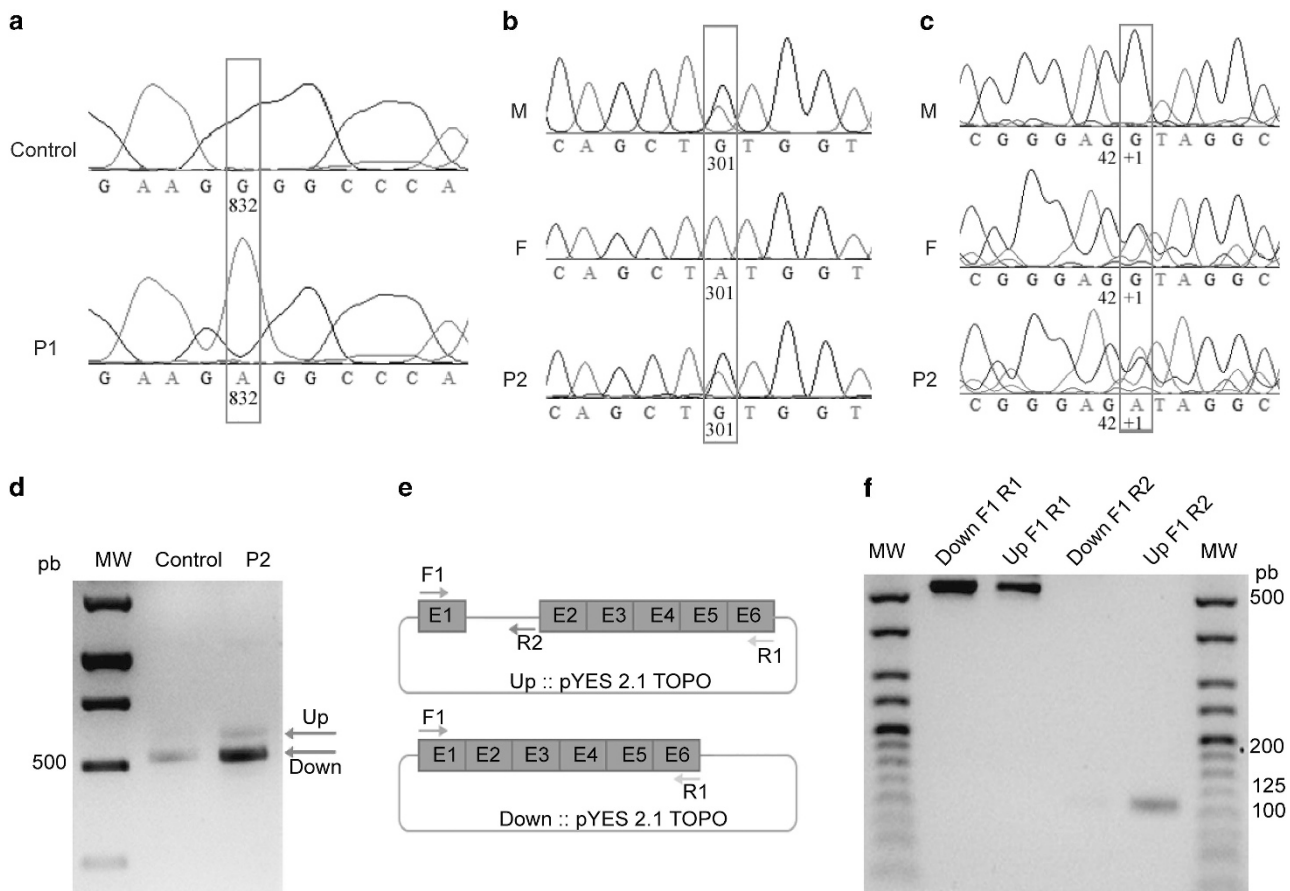 a
Control
G A A G G G G C C C A
832
P1
G A A G A G G C C C A
832
b
M
C A G C T G T G G T
301
F
C A G C T A T G G T
301
P2
C A G C T G T G G T
301
c
M
C G G G A G G T A G G C
42 +1
F
C G G G A G G T A G G C
42 +1
P2
C G G G A G A T A G G C
42 +1
d
pb MW Control P2
Up
500
Down
e
F1
E1 E2 E3 E4 E5 E6
R2 R1
Up :: pYES 2.1 TOPO
F1
E1 E2 E3 E4 E5 E6
R1
Down :: pYES 2.1 TOPO
f
MW Down F1 R1 Up F1 R1 Down F1 R2 Up F1 R2 MW
pb
500
200
125
100